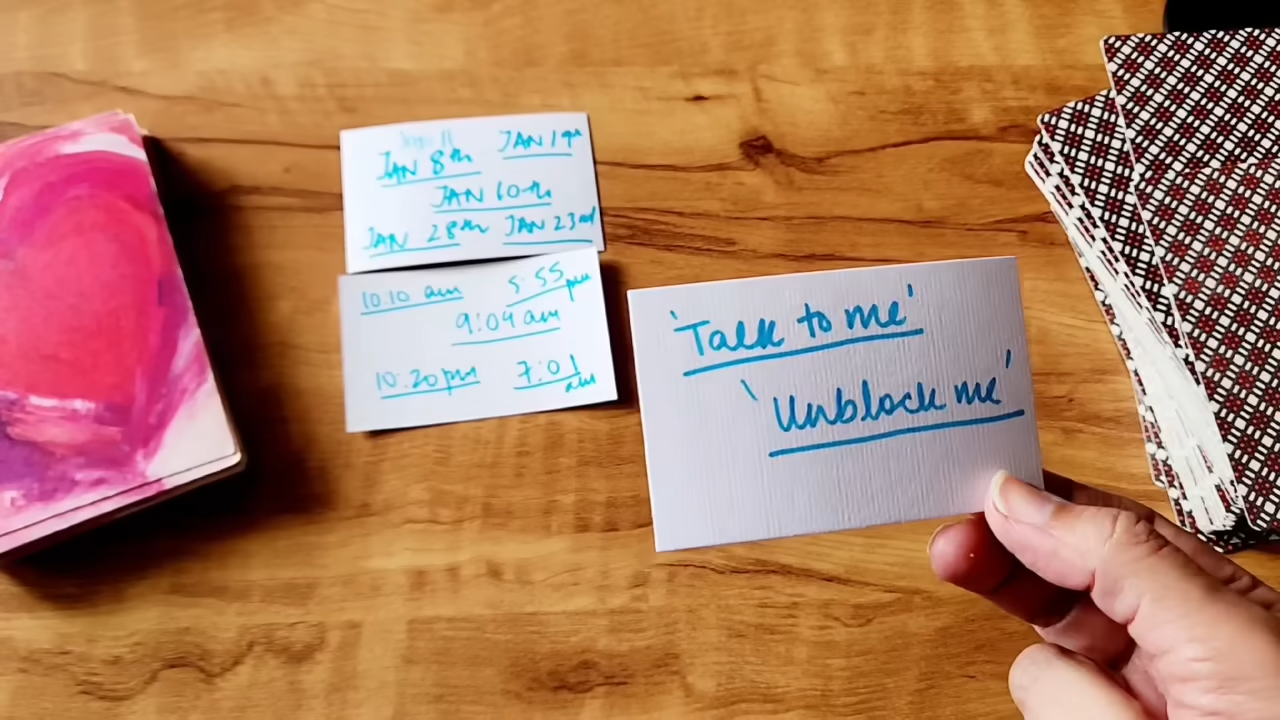 JAN 8th JAN 19th
JAN 10th
JAN 28th JAN 23rd
10:10 am 5:55 pm
9:04 am
10:20 pm 7:01 am
'Talk to me'
'Unblock me'